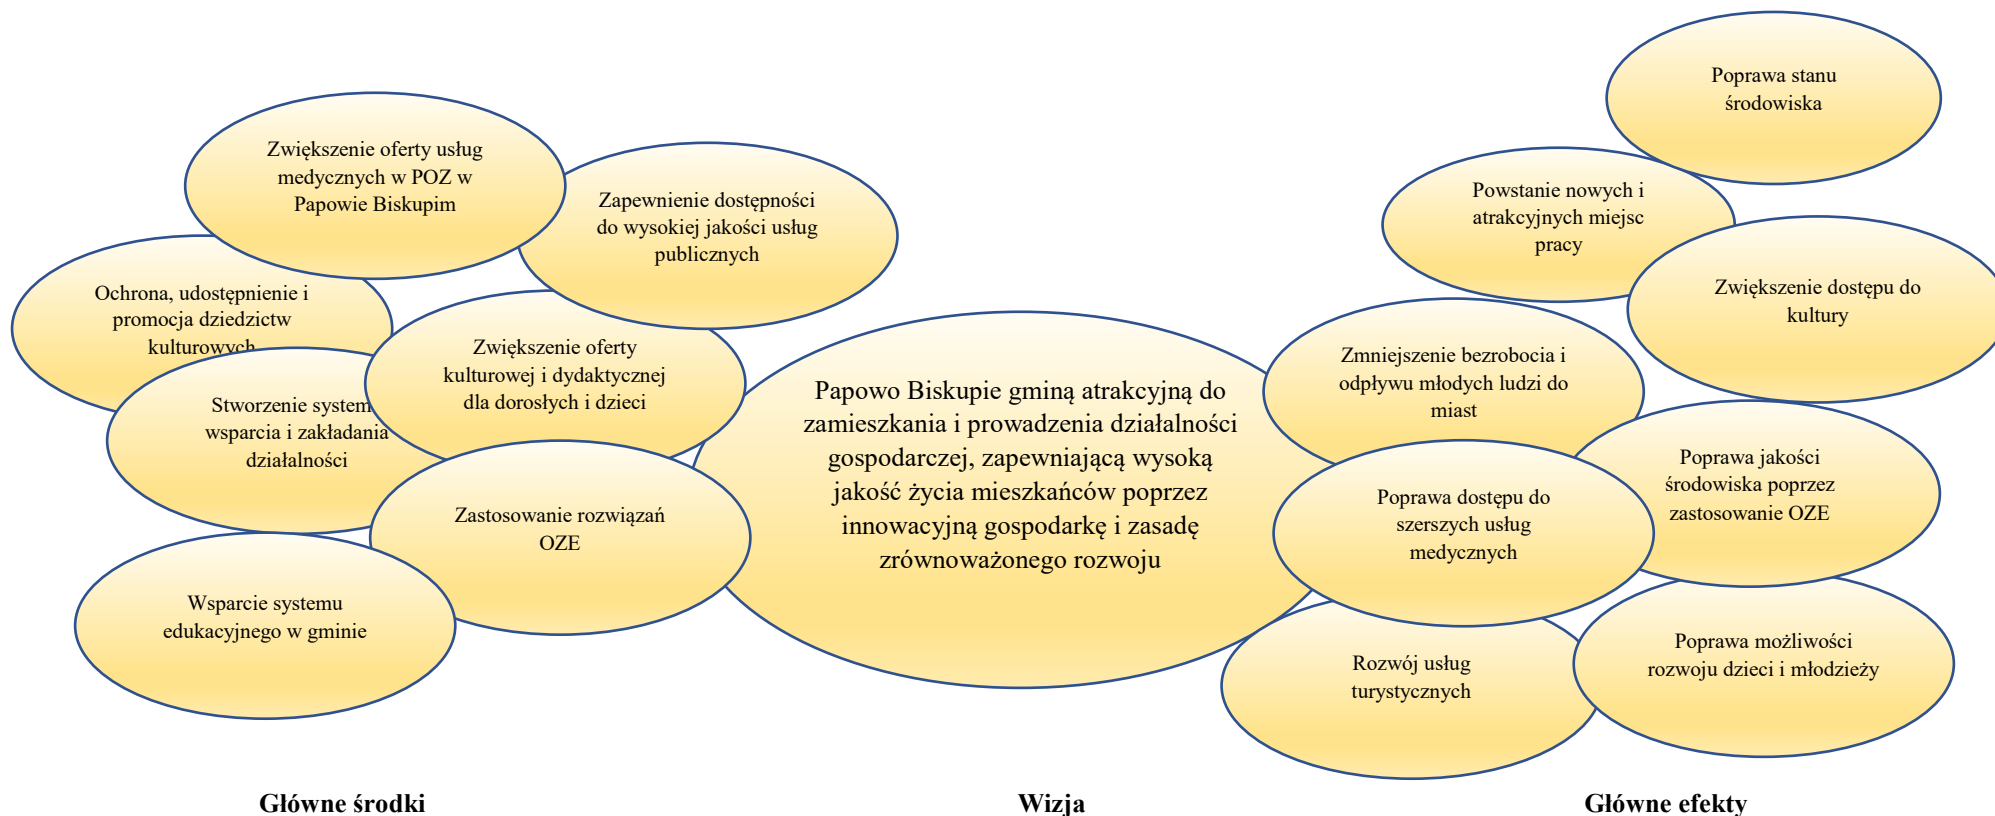 Zwiększenie oferty usług
medycznych w POZ w
Papowie Biskupim
Zapewnienie dostępności
do wysokiej jakości usług
publicznych
Ochrona, udostępnienie i
promocja dziedzictw
kulturowych
Zwiększenie oferty
kulturowej i dydaktycznej
dla dorosłych i dzieci
Stworzenie system
wsparcia i zakładania
działalności
Zastosowanie rozwiązań
OZE
Wsparcie systemu
edukacyjnego w gminie
Główne środki
Papowo Biskupie gminą atrakcyjną do
zamieszkania i prowadzenia działalności
gospodarczej, zapewniającą wysoką
jakość życia mieszkańców poprzez
innowacyjną gospodarkę i zasadę
zrównoważonego rozwoju
Wizja
Poprawa stanu
środowiska
Powstanie nowych i
atrakcyjnych miejsc
pracy
Zwiększenie dostępu do
kultury
Zmniejszenie bezrobocia i
odpływu młodych ludzi do
miast
Poprawa jakości
środowiska poprzez
zastosowanie OZE
Poprawa dostępu do
szerszych usług
medycznych
Poprawa możliwości
rozwoju dzieci i młodzieży
Rozwój usług
turystycznych
Główne efekty